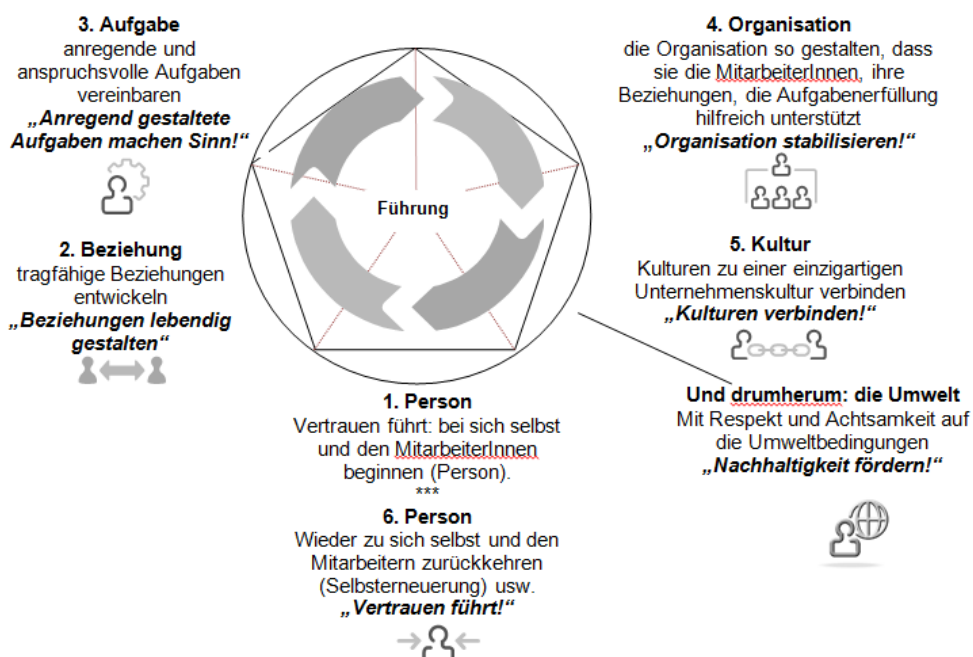 3. Aufgabe
anregende und
anspruchsvolle Aufgaben
vereinbaren
„Anregend gestaltete
Aufgaben machen Sinn!“
4. Organisation
die Organisation so gestalten, dass
sie die MitarbeiterInnen, ihre
Beziehungen, die Aufgabenerfüllung
hilfreich unterstützt
„Organisation stabilisieren!“
Führung
2. Beziehung
tragfähige Beziehungen
entwickeln
„Beziehungen lebendig
gestalten“
5. Kultur
Kulturen zu einer einzigartigen
Unternehmenskultur verbinden
„Kulturen verbinden!“
Und drumherum: die Umwelt
Mit Respekt und Achtsamkeit auf
die Umweltbedingungen
„Nachhaltigkeit fördern!“
1. Person
Vertrauen führt: bei sich selbst
und den MitarbeiterInnen
beginnen (Person).
***
6. Person
Wieder zu sich selbst und den
Mitarbeitern zurückkehren
(Selbsterneuerung) usw.
„Vertrauen führt!“